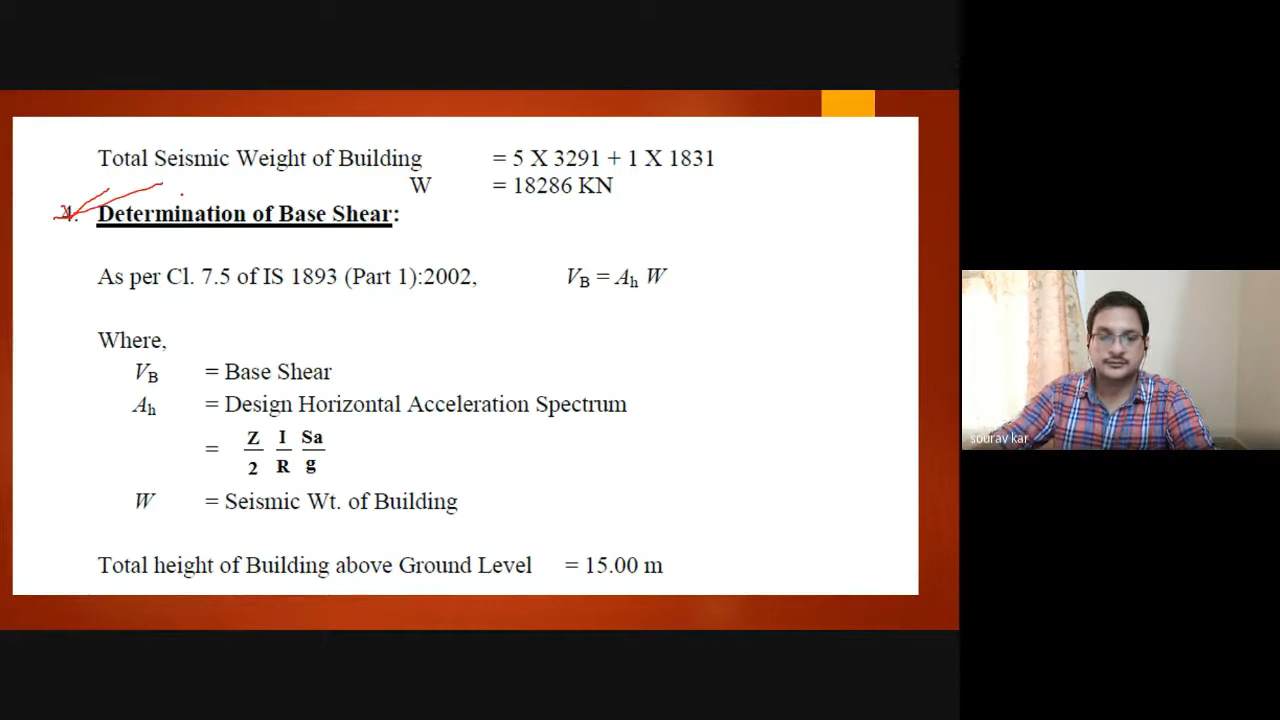 Total Seismic Weight of Building = 5 X 3291 + 1 X 1831
W = 18286 KN
4. Determination of Base Shear:
As per Cl. 7.5 of IS 1893 (Part 1):2002, VB = Ah W
Where,
VB = Base Shear
Ah = Design Horizontal Acceleration Spectrum
= Z/2 I/R Sa/g
W = Seismic Wt. of Building
Total height of Building above Ground Level = 15.00 m
sourav kar